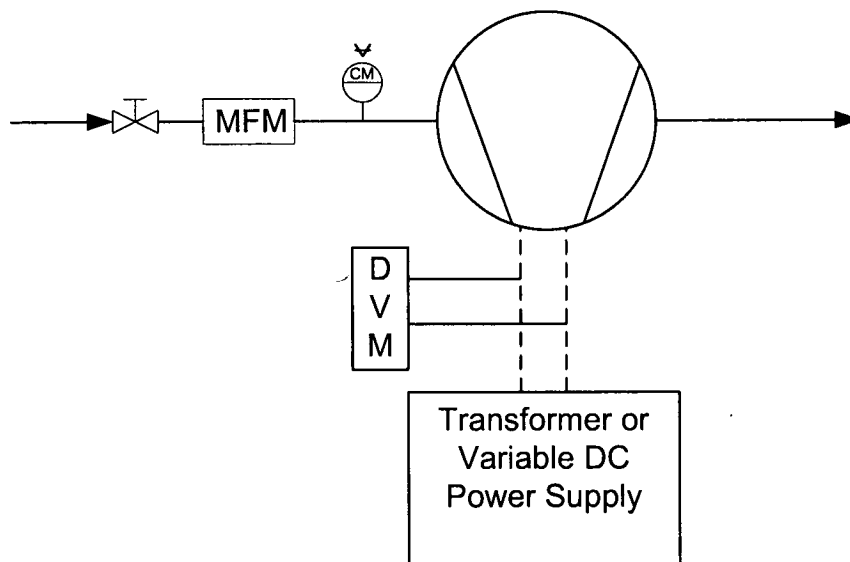 CM
MFM
D
V
M
Transformer or
Variable DC
Power Supply